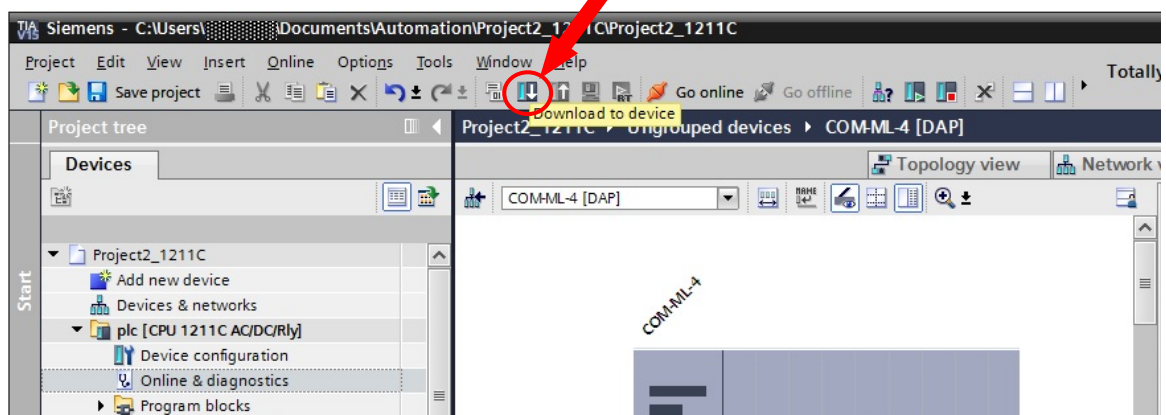 TIA V15 Siemens - C:\Users\ \Documents\Automation\Project2_1211C\Project2_1211C
Project Edit View Insert Online Options Tools Window Help
Save project Go online Go offline Totally
Download to device
Project tree Project2_1211C Ungrouped devices COM-ML-4 [DAP]
Devices Topology view Network
COM-ML-4 [DAP] NAME
Project2_1211C
Add new device
Devices & networks
plc [CPU 1211C AC/DC/Rly]
Device configuration
Online & diagnostics
Program blocks
Start
COM-ML-4